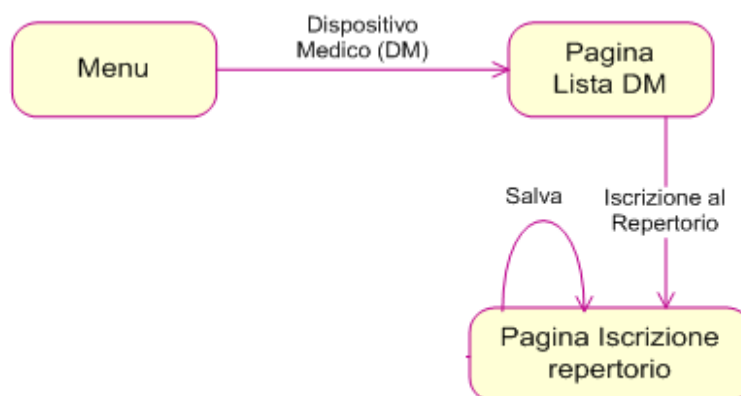 Dispositivo
Medico (DM)
Menu
Pagina
Lista DM
Salva
Iscrizione al
Repertorio
Pagina Iscrizione
repertorio